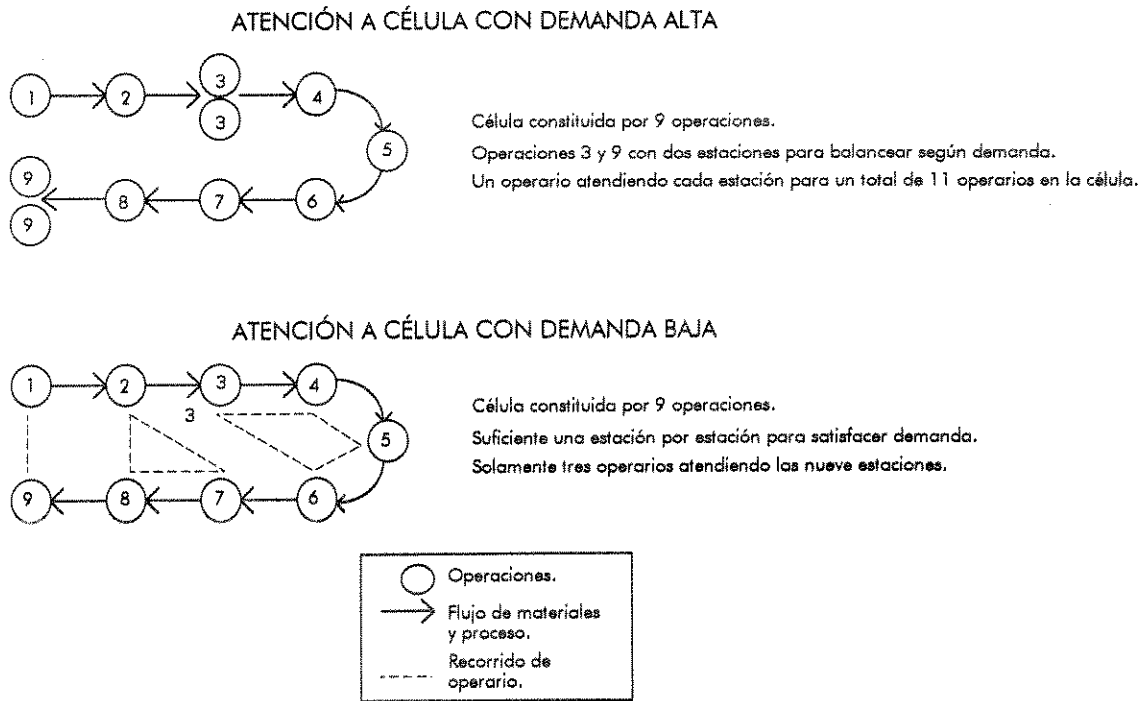 ATENCIÓN A CÉLULA CON DEMANDA ALTA
1
2
3
3
4
5
9
9
8
7
6
Célula constituida por 9 operaciones.
Operaciones 3 y 9 con dos estaciones para balancear según demanda.
Un operario atendiendo cada estación para un total de 11 operarios en la célula.
ATENCIÓN A CÉLULA CON DEMANDA BAJA
1
2
3
4
3
5
9
8
7
6
Célula constituida por 9 operaciones.
Suficiente una estación por estación para satisfacer demanda.
Solamente tres operarios atendiendo las nueve estaciones.
Operaciones.
Flujo de materiales
y proceso.
Recorrido de
operario.